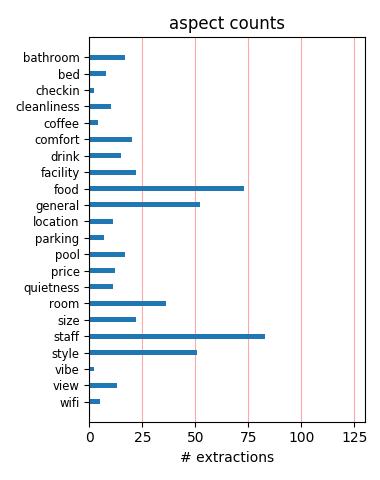 aspect counts
bathroom
bed
checkin
cleanliness
coffee
comfort
drink
facility
food
general
location
parking
pool
price
quietness
room
size
staff
style
vibe
view
wifi
0 25 50 75 100 125
# extractions